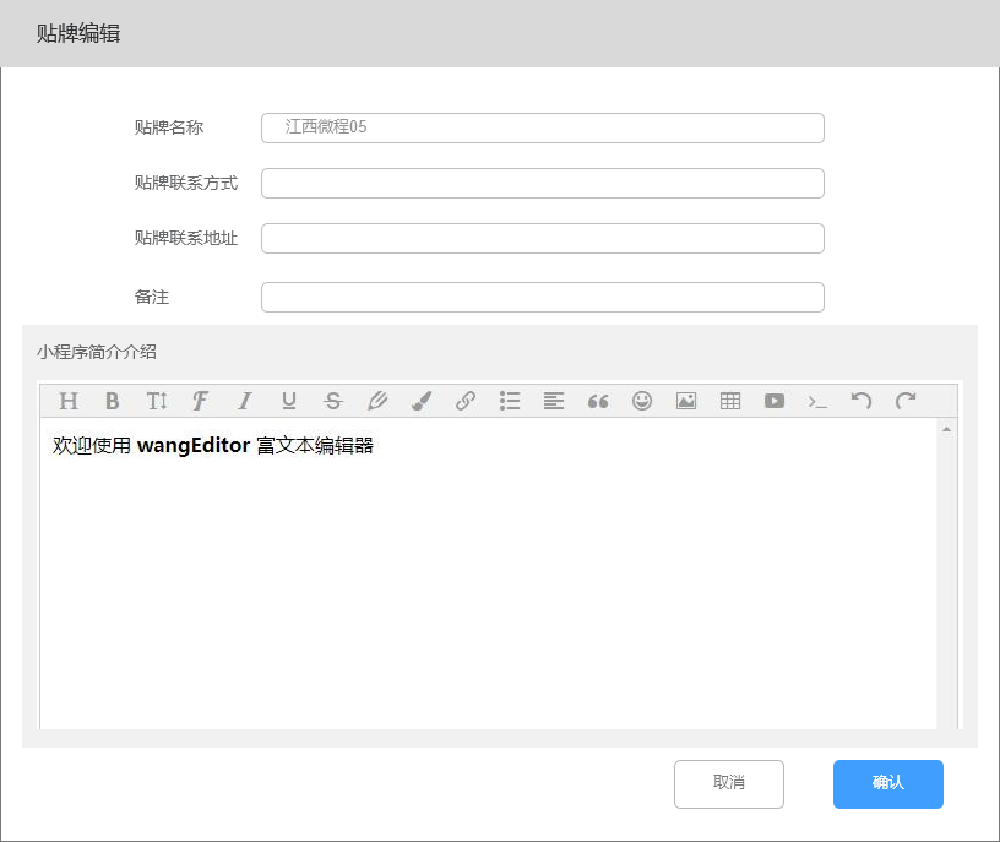 贴牌编辑
贴牌名称 江西微程05
贴牌联系方式
贴牌联系地址
备注
小程序简介介绍
欢迎使用 wangEditor 富文本编辑器
取消 确认